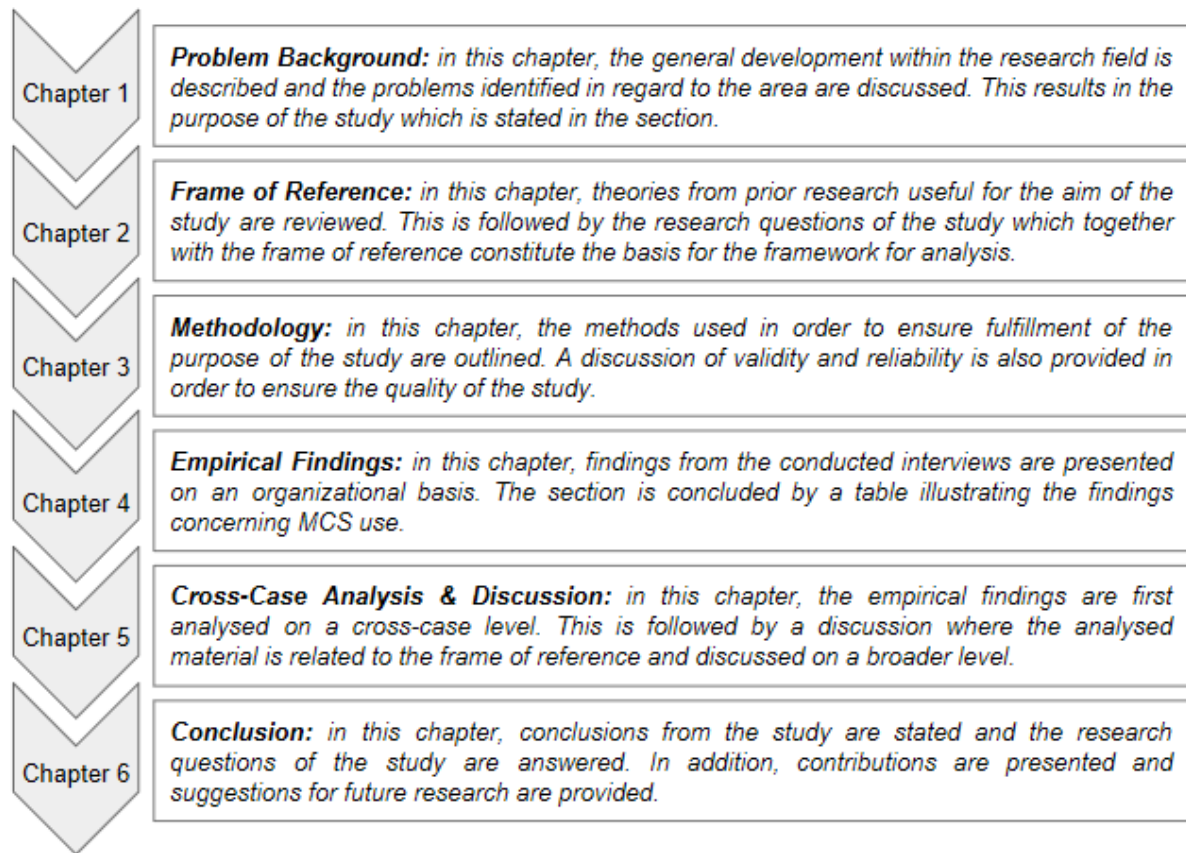 Chapter 1
Problem Background: in this chapter, the general development within the research field is
described and the problems identified in regard to the area are discussed. This results in the
purpose of the study which is stated in the section.
Chapter 2
Frame of Reference: in this chapter, theories from prior research useful for the aim of the
study are reviewed. This is followed by the research questions of the study which together
with the frame of reference constitute the basis for the framework for analysis.
Chapter 3
Methodology: in this chapter, the methods used in order to ensure fulfillment of the
purpose of the study are outlined. A discussion of validity and reliability is also provided in
order to ensure the quality of the study.
Chapter 4
Empirical Findings: in this chapter, findings from the conducted interviews are presented
on an organizational basis. The section is concluded by a table illustrating the findings
concerning MCS use.
Chapter 5
Cross-Case Analysis & Discussion: in this chapter, the empirical findings are first
analysed on a cross-case level. This is followed by a discussion where the analysed
material is related to the frame of reference and discussed on a broader level.
Chapter 6
Conclusion: in this chapter, conclusions from the study are stated and the research
questions of the study are answered. In addition, contributions are presented and
suggestions for future research are provided.